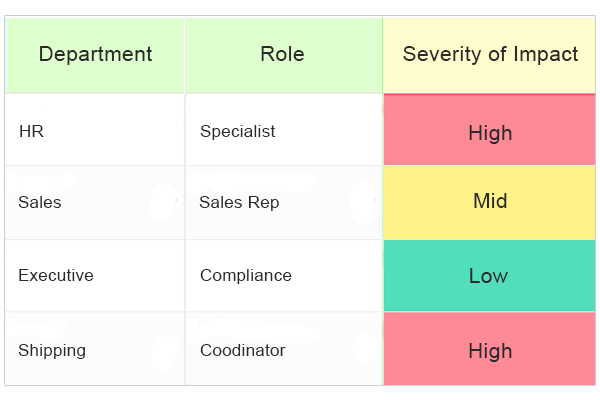 Department Role Severity of Impact
HR Specialist High
Sales Sales Rep Mid
Executive Compliance Low
Shipping Coodinator High